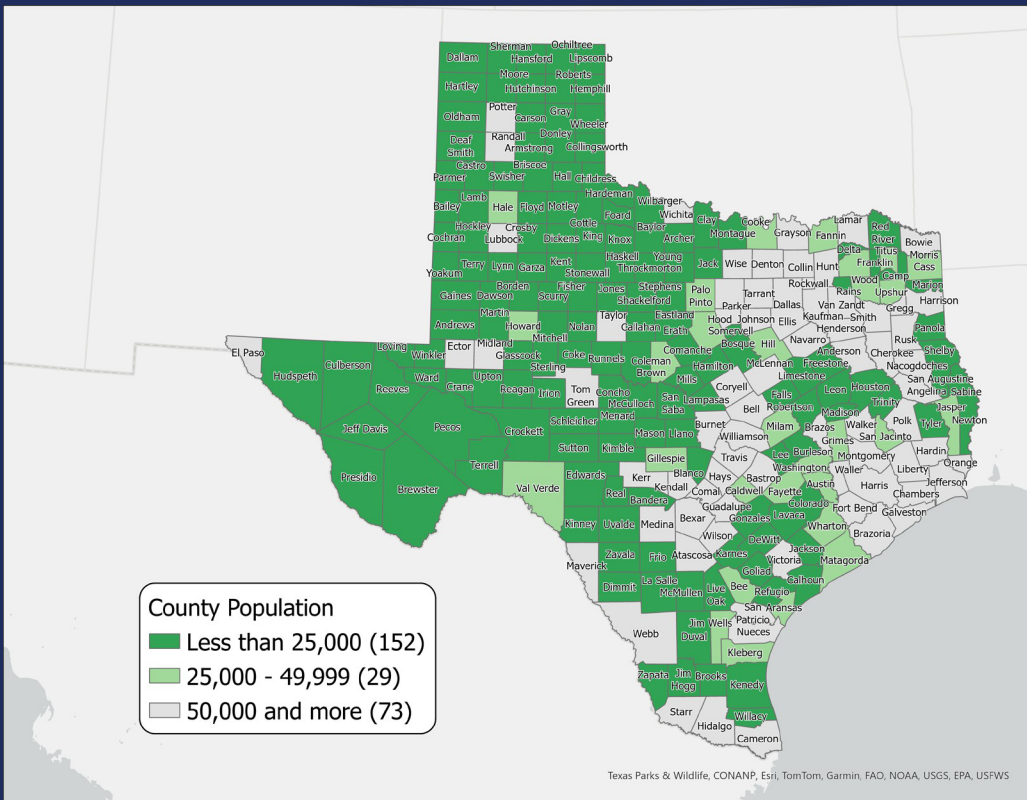 Sherman
Ochiltree
Dallam
Hansford
Lipscomb
Moore
Roberts
Hartley
Hutchinson
Hemphill
Potter
Gray
Oldham
Carson
Wheeler
Randall
Donley
Deaf
Smith
Armstrong
Collingsworth
Castro
Briscoe
Parmer
Swisher
Hall
Childress
Hardeman
Lamb
Wilbarger
Bailey
Hale
Floyd
Motley
Foard
Wichita
Clay
Cooke
Lamar
Red
River
Hockley
Crosby
Cottle
Baylor
Montague
Grayson
Fannin
Cochran
Lubbock
Dickens
King
Knox
Archer
Delta
Titus
Bowie
Haskell
Young
Franklin
Morris
Cass
Terry
Lynn
Garza
Kent
Jack
Wise
Denton
Collin
Hunt
Camp
Yoakum
Stonewall
Throckmorton
Wood
Borden
Fisher
Jones
Stephens
Palo
Pinto
Rockwall
Rains
Upshur
Marion
Gaines
Dawson
Scurry
Shackelford
Parker
Tarrant
Dallas
Van Zandt
Gregg
Harrison
Martin
Taylor
Eastland
Hood
Johnson
Ellis
Kaufman
Smith
Andrews
Howard
Nolan
Callahan
Erath
Somervell
Henderson
Panola
Mitchell
Bosque
Hill
Navarro
Rusk
El Paso
Loving
Ector
Midland
Comanche
Anderson
Cherokee
Shelby
Winkler
Glasscock
Coke
Runnels
Coleman
Brown
Hamilton
McLennan
Freestone
Nacogdoches
Hudspeth
Culberson
Sterling
Limestone
Ward
Upton
Mills
San Augustine
Reeves
Crane
Reagan
Irion
Tom
Green
Concho
McCulloch
San
Saba
Lampasas
Coryell
Falls
Leon
Houston
Angelina
Sabine
Robertson
Trinity
Menard
Bell
Madison
Jasper
Jeff Davis
Pecos
Crockett
Schleicher
Mason
Llano
Burnet
Milam
Brazos
Walker
Polk
Tyler
Newton
Williamson
Grimes
San Jacinto
Sutton
Kimble
Travis
Lee
Burleson
Montgomery
Hardin
Terrell
Gillespie
Washington
Liberty
Orange
Presidio
Edwards
Blanco
Hays
Bastrop
Waller
Brewster
Val Verde
Kerr
Kendall
Comal
Caldwell
Fayette
Austin
Harris
Jefferson
Real
Bandera
Colorado
Chambers
Guadalupe
Fort Bend
Galveston
Kinney
Uvalde
Medina
Bexar
Gonzales
Lavaca
Wharton
Wilson
Brazoria
DeWitt
Zavala
Frio
Atascosa
Karnes
Jackson
Matagorda
Maverick
Victoria
Goliad
Dimmit
La Salle
McMullen
Live
Oak
Bee
Refugio
Calhoun
San
Patricio
Aransas
Jim Wells
Webb
Duval
Nueces
Kleberg
Zapata
Jim
Hogg
Brooks
Kenedy
Starr
Willacy
Hidalgo
Cameron
County Population
Less than 25,000 (152)
25,000 - 49,999 (29)
50,000 and more (73)
Texas Parks & Wildlife, CONANP, Esri, TomTom, Garmin, FAO, NOAA, USGS, EPA, USFWS